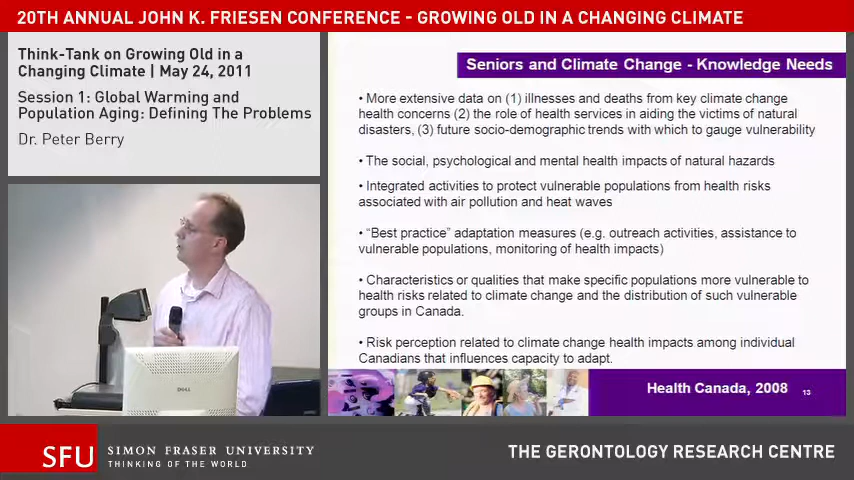 20TH ANNUAL JOHN K. FRIESEN CONFERENCE - GROWING OLD IN A CHANGING CLIMATE
Think-Tank on Growing Old in a
Changing Climate | May 24, 2011
Session 1: Global Warming and
Population Aging: Defining The Problems
Dr. Peter Berry
DELL
Seniors and Climate Change - Knowledge Needs
• More extensive data on (1) illnesses and deaths from key climate change
health concerns (2) the role of health services in aiding the victims of natural
disasters, (3) future socio-demographic trends with which to gauge vulnerability
• The social, psychological and mental health impacts of natural hazards
• Integrated activities to protect vulnerable populations from health risks
associated with air pollution and heat waves
• “Best practice” adaptation measures (e.g. outreach activities, assistance to
vulnerable populations, monitoring of health impacts)
• Characteristics or qualities that make specific populations more vulnerable to
health risks related to climate change and the distribution of such vulnerable
groups in Canada.
• Risk perception related to climate change health impacts among individual
Canadians that influences capacity to adapt.
Health Canada, 2008 13
SFU SIMON FRASER UNIVERSITY
THINKING OF THE WORLD
THE GERONTOLOGY RESEARCH CENTRE